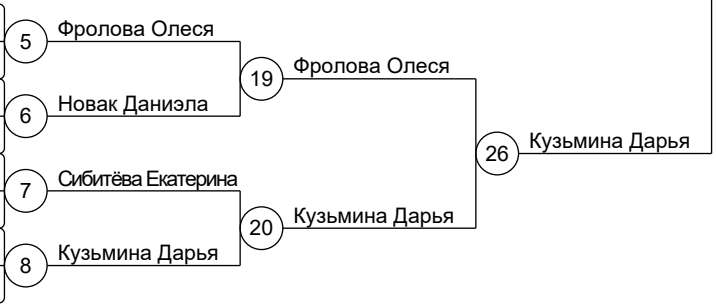 5 Фролова Олеся
19 Фролова Олеся
6 Новак Даниэла
26 Кузьмина Дарья
7 Сибитёва Екатерина
20 Кузьмина Дарья
8 Кузьмина Дарья